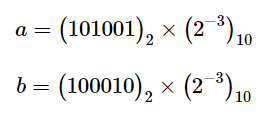 a = (101001)₂ × (2⁻³)₁₀
b = (100010)₂ × (2⁻³)₁₀